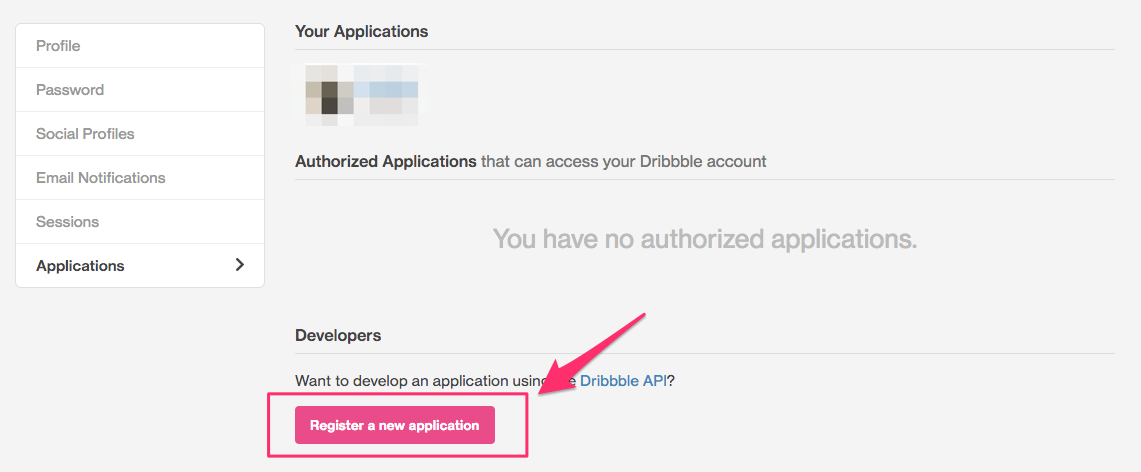 Profile
Password
Social Profiles
Email Notifications
Sessions
Applications
Your Applications
Authorized Applications that can access your Dribbble account
You have no authorized applications.
Developers
Want to develop an application using Dribbble API?
Register a new application